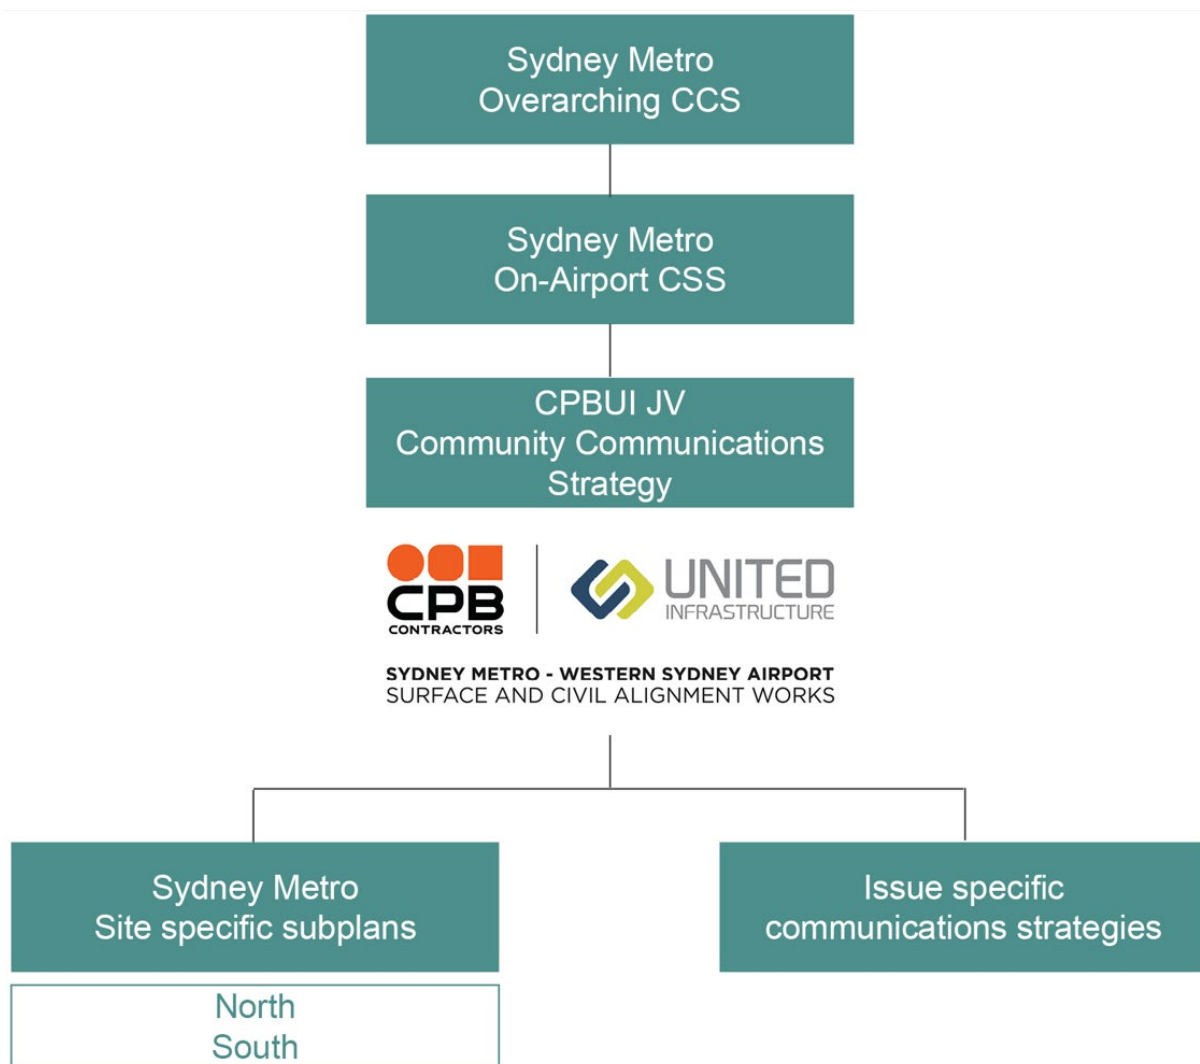 Sydney Metro
Overarching CCS
Sydney Metro
On-Airport CSS
CPBUI JV
Community Communications
Strategy
CPB
CONTRACTORS
UNITED
INFRASTRUCTURE
SYDNEY METRO - WESTERN SYDNEY AIRPORT
SURFACE AND CIVIL ALIGNMENT WORKS
Sydney Metro
Site specific subplans
North
South
Issue specific
communications strategies